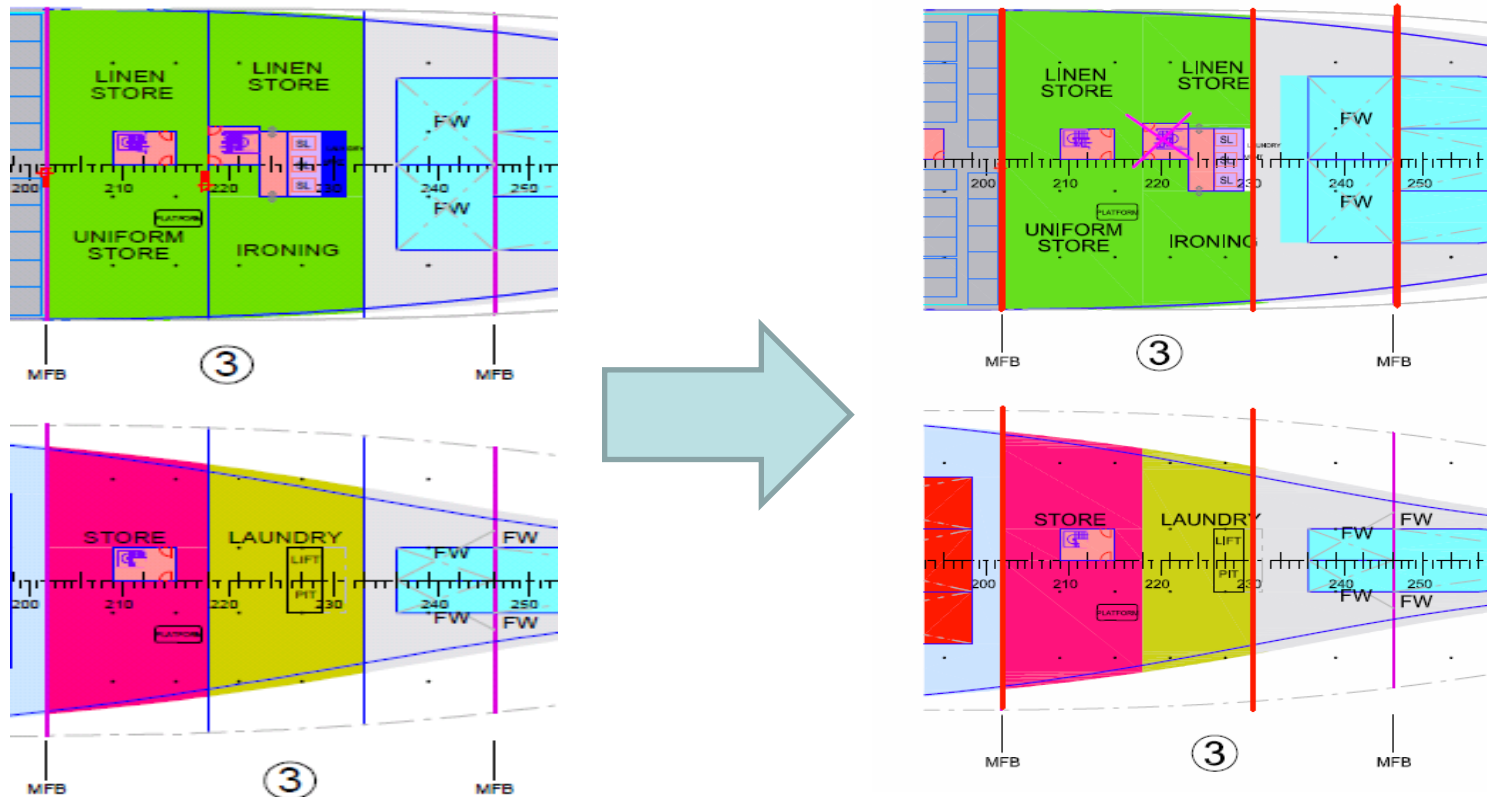 LINEN
STORE
LINEN
STORE
FW
SL
SL
LAUNDRY
200
210
220
230
240
250
PLATFORM
FW
UNIFORM
STORE
IRONING
MFB
3
MFB
STORE
LAUNDRY
FW
FW
LIFT
PIT
200
210
220
230
240
250
FW
FW
PLATFORM
MFB
3
MFB
LINEN
STORE
LINEN
STORE
FW
SL
SL
SL
LAUNDRY
200
210
220
230
240
250
PLATFORM
FW
UNIFORM
STORE
IRONING
MFB
3
MFB
STORE
LAUNDRY
FW
FW
LIFT
PIT
200
210
220
230
240
250
FW
FW
PLATFORM
MFB
3
MFB